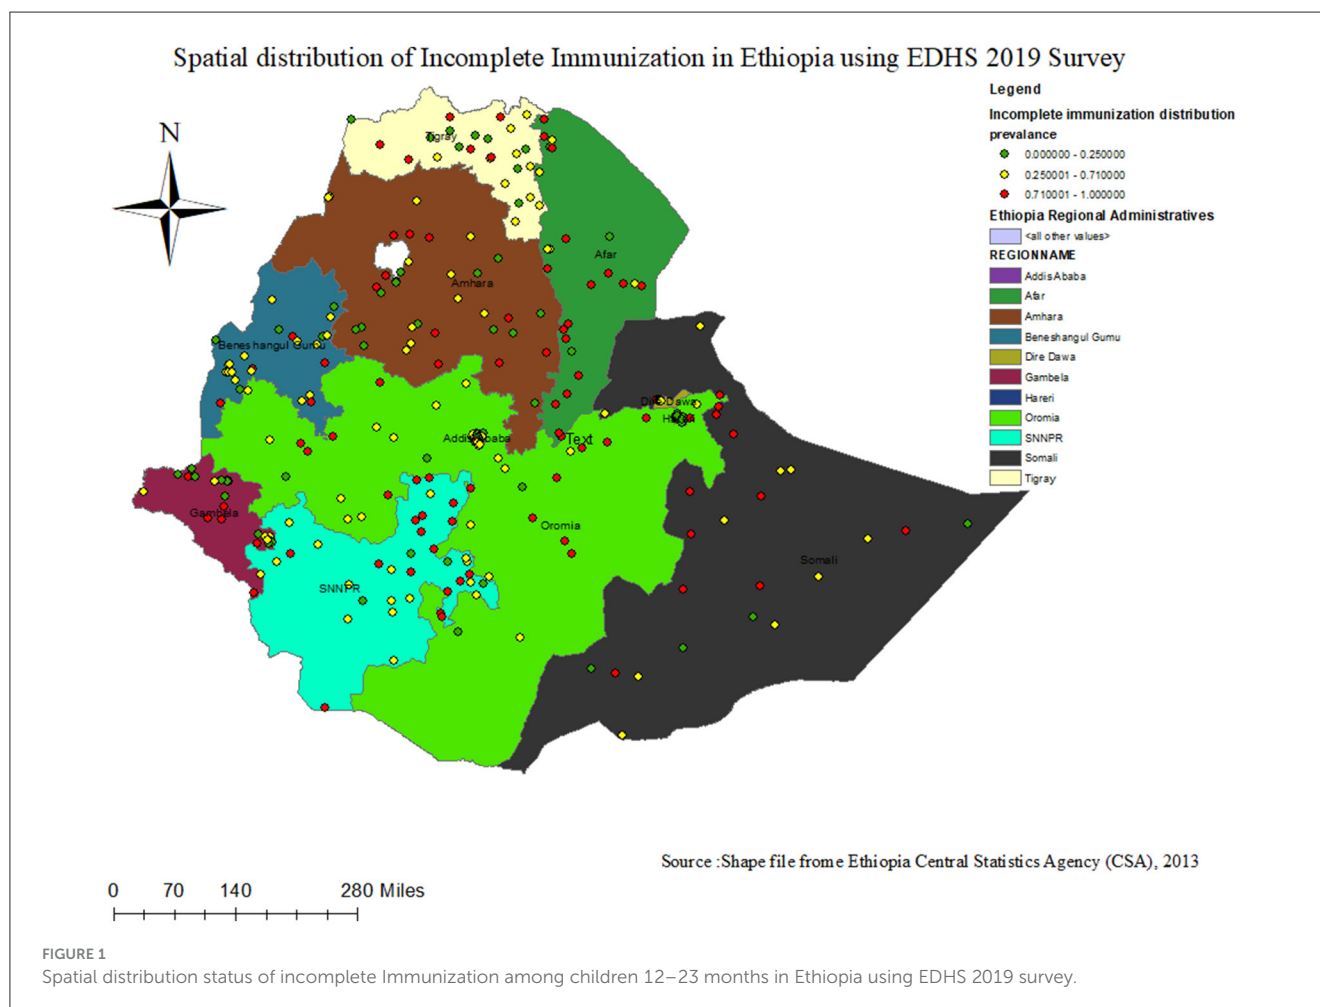 Spatial distribution of Incomplete Immunization in Ethiopia using EDHS 2019 Survey
Legend
Incomplete immunization distribution
prevalance
0.000000 - 0.250000
0.250001 - 0.710000
0.710001 - 1.000000
Ethiopia Regional Administratives
<all other values>
REGIONNAME
Addis Ababa
Afar
Amhara
Beneshangul Gumu
Dire Dawa
Gambela
Hareri
Oromia
SNNPR
Somali
Tigray
N
Tigray
Afar
Amhara
Beneshangul Gumu
Dire Dawa
Hareri
Addis Ababa
Text
Gambela
Oromia
Somali
SNNPR
Source :Shape file frome Ethiopia Central Statistics Agency (CSA), 2013
0 70 140 280 Miles
FIGURE 1
Spatial distribution status of incomplete Immunization among children 12–23 months in Ethiopia using EDHS 2019 survey.